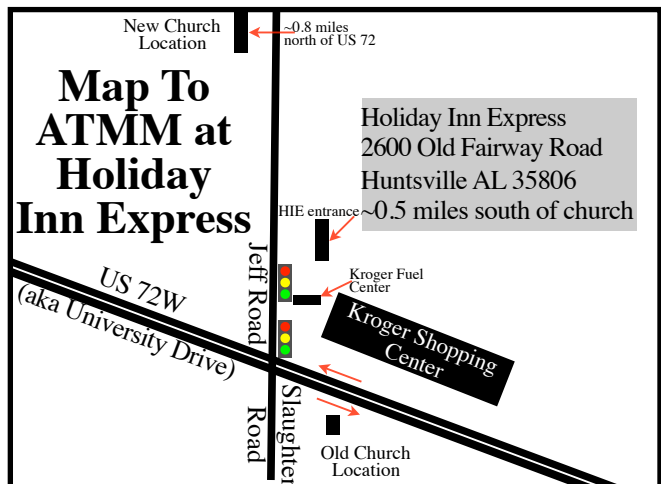 New Church
Location
~0.8 miles
north of US 72
Map To
ATMM at
Holiday
Inn Express
Holiday Inn Express
2600 Old Fairway Road
Huntsville AL 35806
~0.5 miles south of church
HIE entrance
Jeff Road
Kroger Fuel
Center
US 72W
(aka University Drive)
Kroger Shopping
Center
Slaughter
Road
Old Church
Location